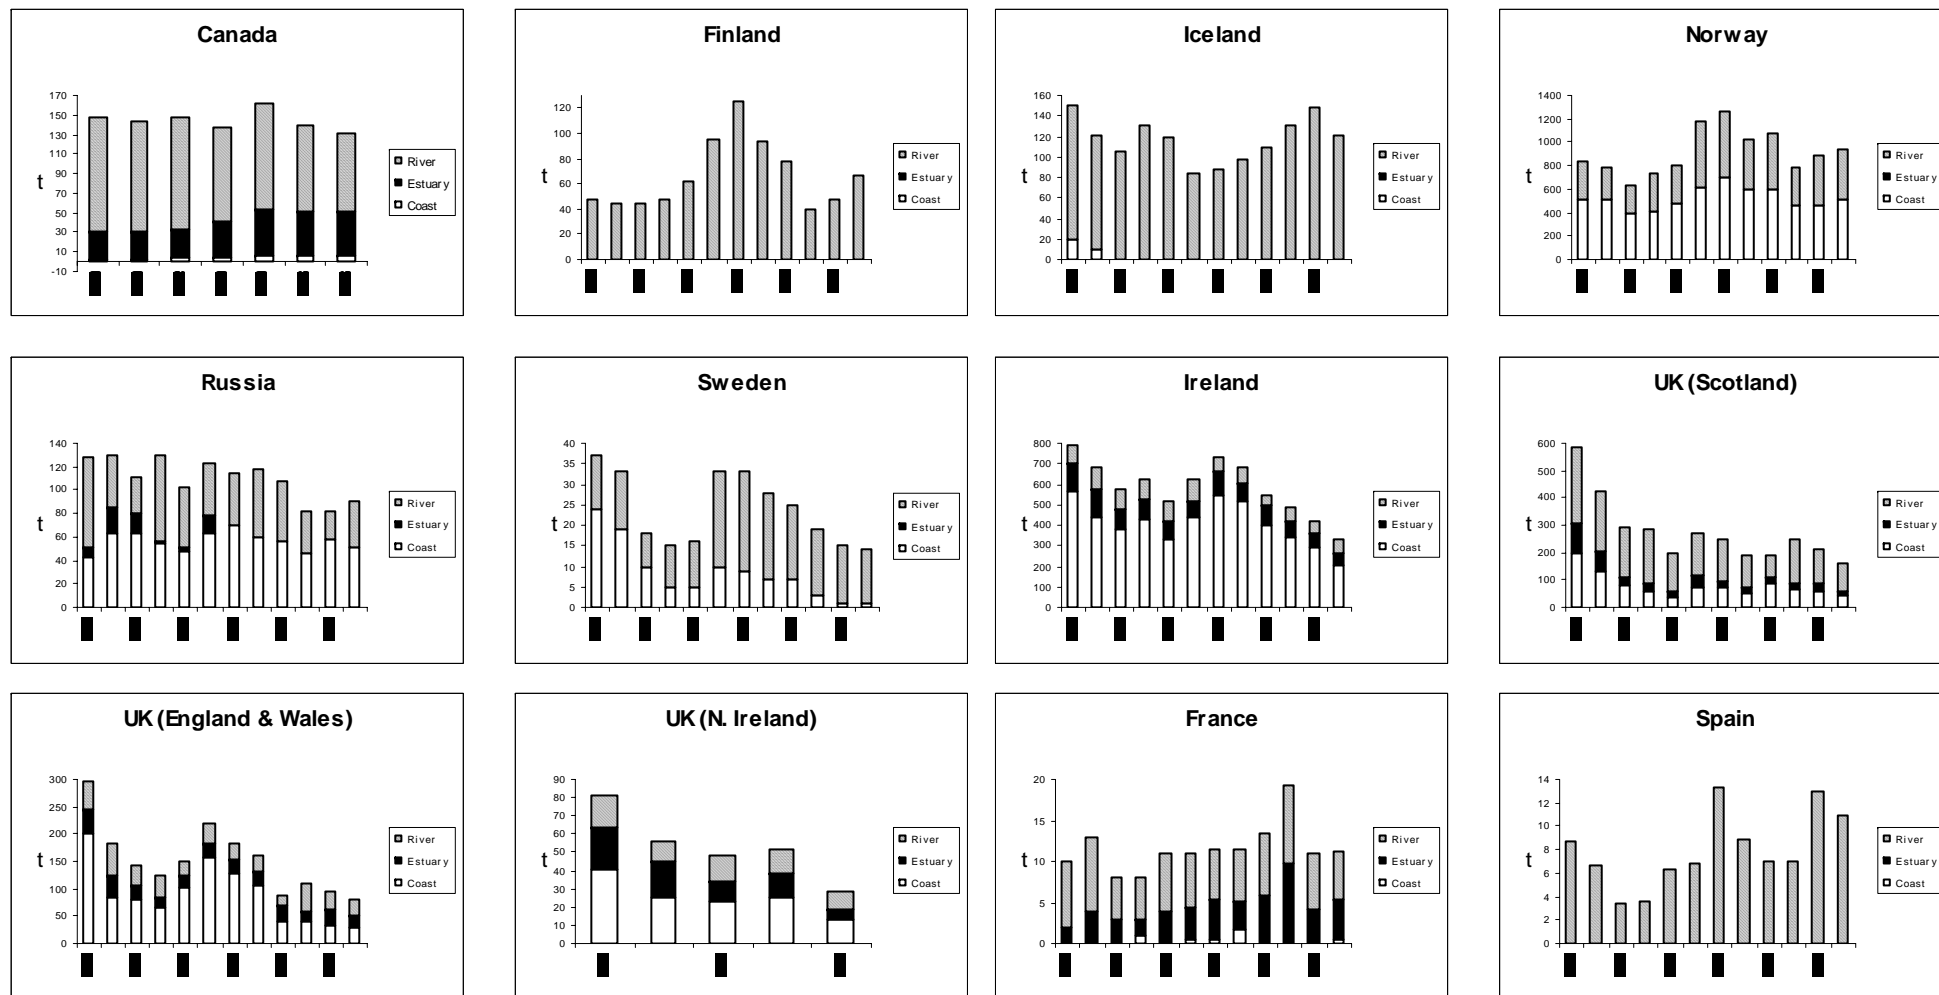 Canada
170
150
130
110
90
70
50
30
10
-10
t
River
Estuary
Coast
Finland
120
100
80
60
40
20
0
t
River
Estuary
Coast
Iceland
160
140
120
100
80
60
40
20
0
t
River
Estuary
Coast
Norway
1400
1200
1000
800
600
400
200
0
t
River
Estuary
Coast
Russia
140
120
100
80
60
40
20
0
t
River
Estuary
Coast
Sweden
40
35
30
25
20
15
10
5
0
t
River
Estuary
Coast
Ireland
800
700
600
500
400
300
200
100
0
t
River
Estuary
Coast
UK (Scotland)
600
500
400
300
200
100
0
t
River
Estuary
Coast
UK (England & Wales)
300
250
200
150
100
50
0
t
River
Estuary
Coast
UK (N. Ireland)
90
80
70
60
50
40
30
20
10
0
t
River
Estuary
Coast
France
20
15
10
5
0
t
River
Estuary
Coast
Spain
14
12
10
8
6
4
2
0
t
River
Estuary
Coast